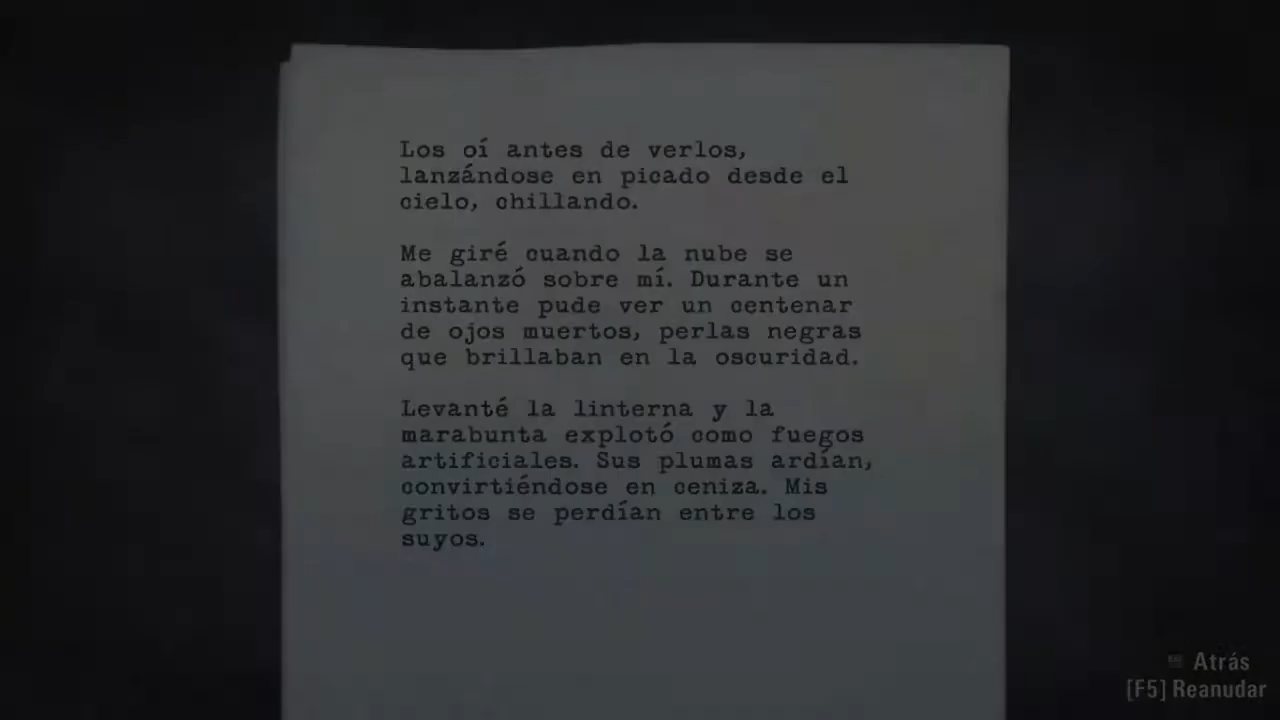 Los oí antes de verlos,
lanzándose en picado desde el
cielo, chillando.
Me giré cuando la nube se
abalanzó sobre mí. Durante un
instante pude ver un centenar
de ojos muertos, perlas negras
que brillaban en la oscuridad.
Levanté la linterna y la
marabunta explotó como fuegos
artificiales. Sus plumas ardían,
convirtiéndose en ceniza. Mis
gritos se perdían entre los
suyos.
Atrás
[F5] Reanudar